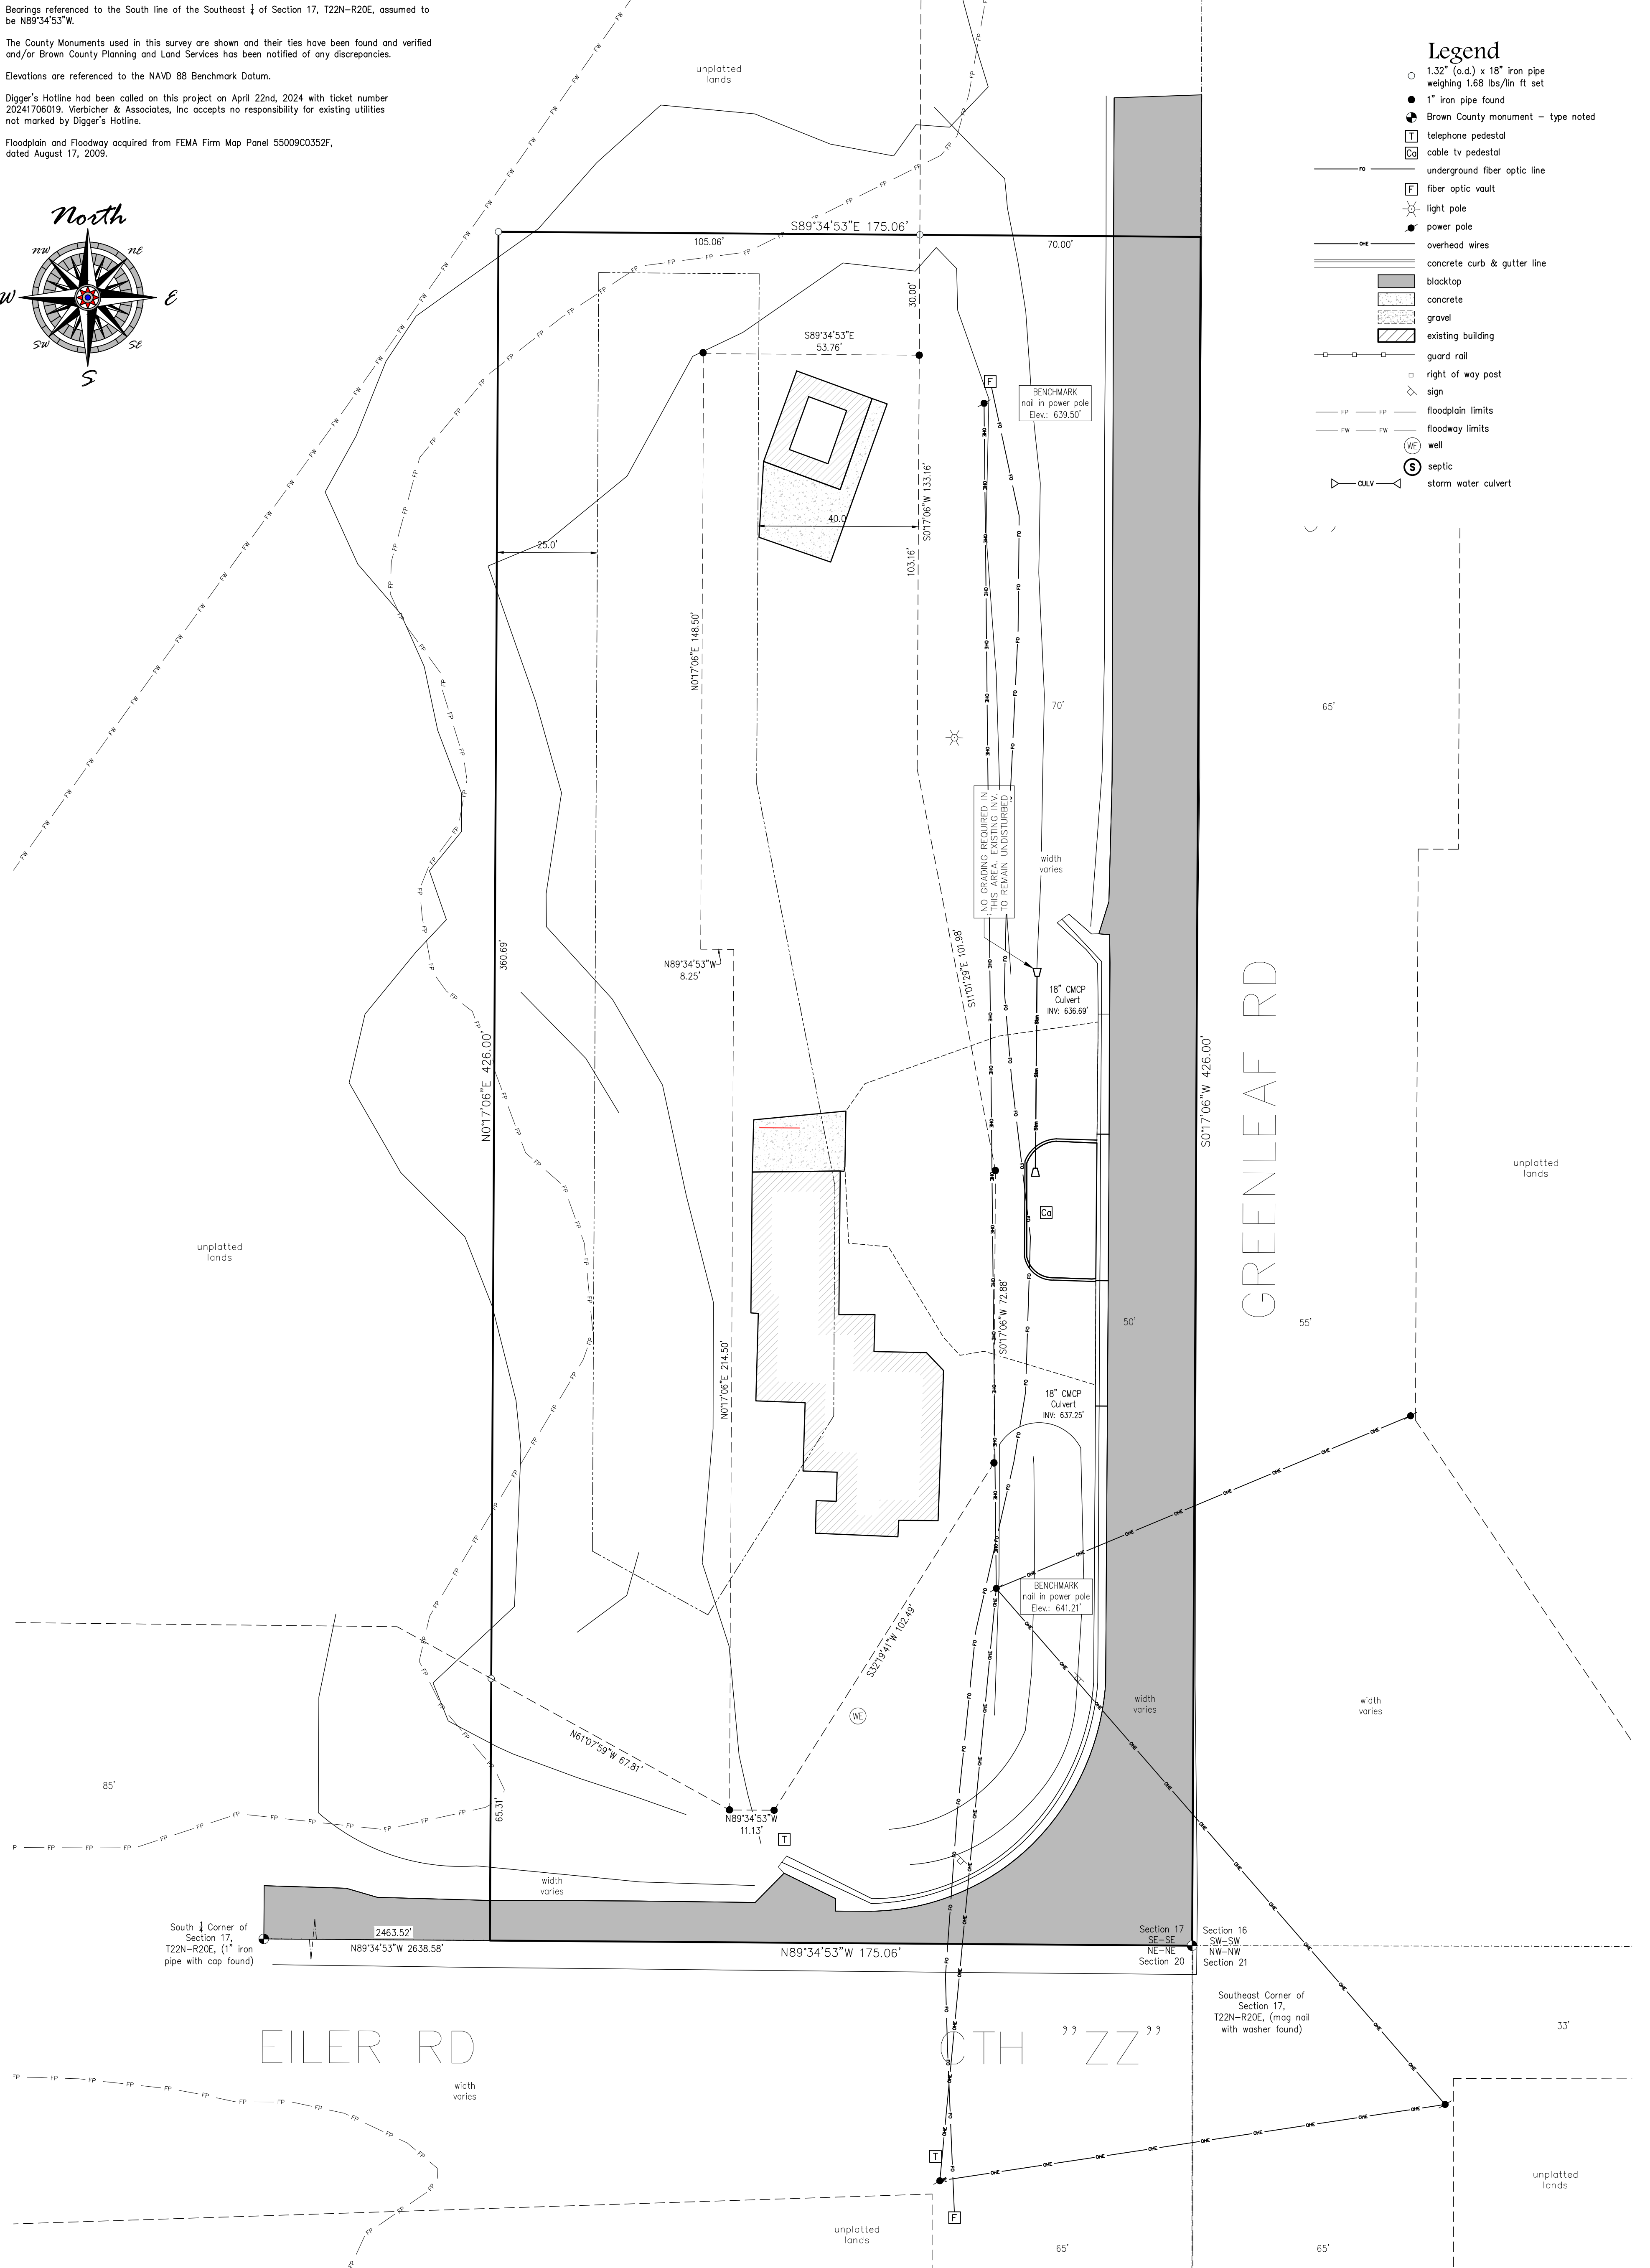 Bearings referenced to the South line of the Southeast ¼ of Section 17, T22N-R20E, assumed to
be N89°34'53"W.
The County Monuments used in this survey are shown and their ties have been found and verified
and/or Brown County Planning and Land Services has been notified of any discrepancies.
Elevations are referenced to the NAVD 88 Benchmark Datum.
Digger's Hotline had been called on this project on April 22nd, 2024 with ticket number
20241706019. Vierbicher & Associates, Inc accepts no responsibility for existing utilities
not marked by Digger's Hotline.
Floodplain and Floodway acquired from FEMA Firm Map Panel 55009C0352F,
dated August 17, 2009.
North
nW
nE
W
E
SW
SE
S
Legend
1.32" (o.d.) x 18" iron pipe
weighing 1.68 lbs/lin ft set
1" iron pipe found
Brown County monument - type noted
T telephone pedestal
Ca cable tv pedestal
FO underground fiber optic line
F fiber optic vault
light pole
power pole
OHE overhead wires
concrete curb & gutter line
blacktop
concrete
gravel
existing building
guard rail
right of way post
sign
FP FP floodplain limits
FW FW floodway limits
WE well
S septic
CULV storm water culvert
unplatted
lands
S89°34'53"E 175.06'
105.06'
70.00'
30.00'
S89°34'53"E
53.76'
F
BENCHMARK
nail in power pole
Elev.: 639.50'
S0°17'06"W 133.16'
40.0
103.16'
25.0'
N0°17'06"E 148.50'
70'
65'
NO GRADING REQUIRED IN
THIS AREA, EXISTING INV.
TO REMAIN UNDISTURBED
width
varies
360.69'
N89°34'53"W
8.25'
S11°01'29"E 101.98'
18" CMCP
Culvert
INV: 636.69'
N0°17'06"E 426.00'
S0°17'06"W 426.00'
GREENLEAF RD
unplatted
lands
unplatted
lands
Ca
S0°17'06"W 72.88'
50'
55'
N0°17'06"E 214.50'
18" CMCP
Culvert
INV: 637.25'
BENCHMARK
nail in power pole
Elev.: 641.21'
S32°19'41"W 102.49'
WE
width
varies
width
varies
N61°07'59"W 67.81'
85'
65.31'
N89°34'53"W
11.13'
T
width
varies
South ¼ Corner of
Section 17,
T22N-R20E, (1" iron
pipe with cap found)
2463.52'
N89°34'53"W 2638.58'
N89°34'53"W 175.06'
Section 17
SE-SE
NE-NE
Section 20
Section 16
SW-SW
NW-NW
Section 21
Southeast Corner of
Section 17,
T22N-R20E, (mag nail
with washer found)
33'
EILER RD
CTH "ZZ"
width
varies
T
F
unplatted
lands
unplatted
lands
65'
65'